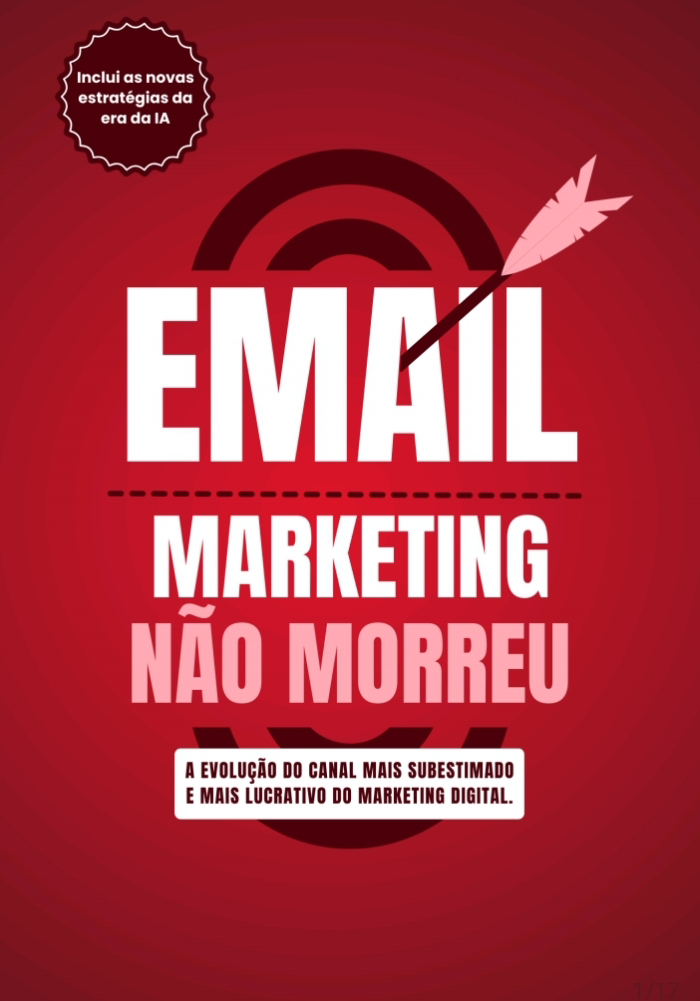 Inclui as novas
estratégias da
era da IA
EMAIL
MARKETING
NÃO MORREU
A EVOLUÇÃO DO CANAL MAIS SUBESTIMADO
E MAIS LUCRATIVO DO MARKETING DIGITAL.